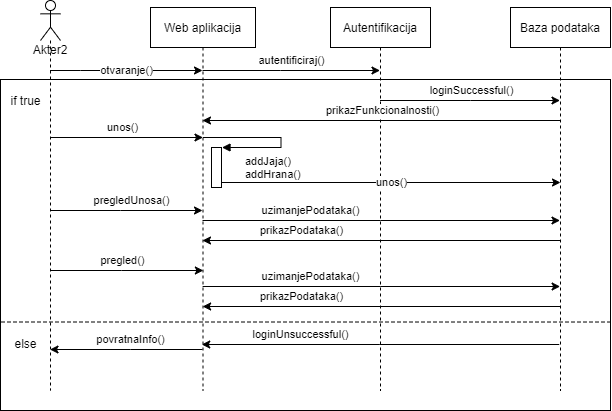 Web aplikacija
Autentifikacija
Baza podataka
Akter2
otvaranje()
autentificiraj()
if true
loginSuccessful()
prikazFunkcionalnosti()
unos()
addJaja()
addHrana()
unos()
pregledUnosa()
uzimanjePodataka()
prikazPodataka()
pregled()
uzimanjePodataka()
prikazPodataka()
else
loginUnsuccessful()
povratnaInfo()